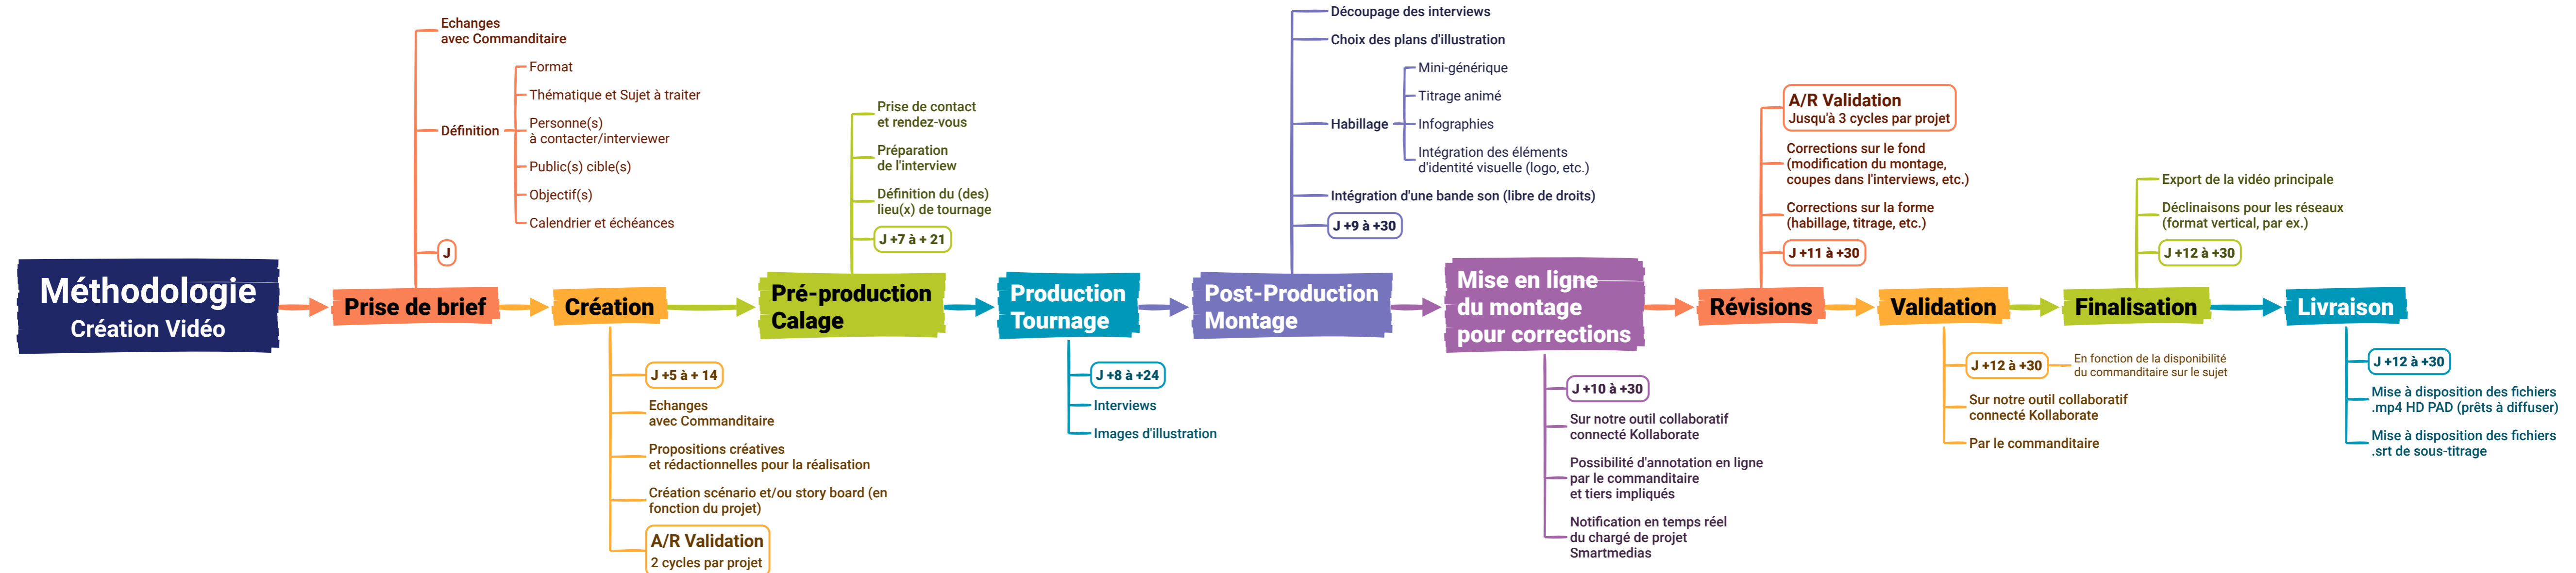 Méthodologie
Création Vidéo
Prise de brief
Echanges
avec Commanditaire
Définition
Format
Thématique et Sujet à traiter
Personne(s)
à contacter/interviewer
Public(s) cible(s)
Objectif(s)
Calendrier et échéances
J
Création
J +5 à + 14
Echanges
avec Commanditaire
Propositions créatives
et rédactionnelles pour la réalisation
Création scénario et/ou story board (en
fonction du projet)
A/R Validation
2 cycles par projet
Pré-production
Calage
Prise de contact
et rendez-vous
Préparation
de l'interview
Définition du (des)
lieu(x) de tournage
J +7 à + 21
Production
Tournage
J +8 à +24
Interviews
Images d'illustration
Post-Production
Montage
Découpage des interviews
Choix des plans d'illustration
Habillage
Mini-générique
Titrage animé
Infographies
Intégration des éléments
d'identité visuelle (logo, etc.)
Intégration d'une bande son (libre de droits)
J +9 à +30
Mise en ligne
du montage
pour corrections
J +10 à +30
Sur notre outil collaboratif
connecté Kollaborate
Possibilité d'annotation en ligne
par le commanditaire
et tiers impliqués
Notification en temps réel
du chargé de projet
Smartmedias
Révisions
A/R Validation
Jusqu'à 3 cycles par projet
Corrections sur le fond
(modification du montage,
coupes dans l'interviews, etc.)
Corrections sur la forme
(habillage, titrage, etc.)
J +11 à +30
Validation
J +12 à +30
En fonction de la disponibilité
du commanditaire sur le sujet
Sur notre outil collaboratif
connecté Kollaborate
Par le commanditaire
Finalisation
Export de la vidéo principale
Déclinaisons pour les réseaux
(format vertical, par ex.)
J +12 à +30
Livraison
J +12 à +30
Mise à disposition des fichiers
.mp4 HD PAD (prêts à diffuser)
Mise à disposition des fichiers
.srt de sous-titrage